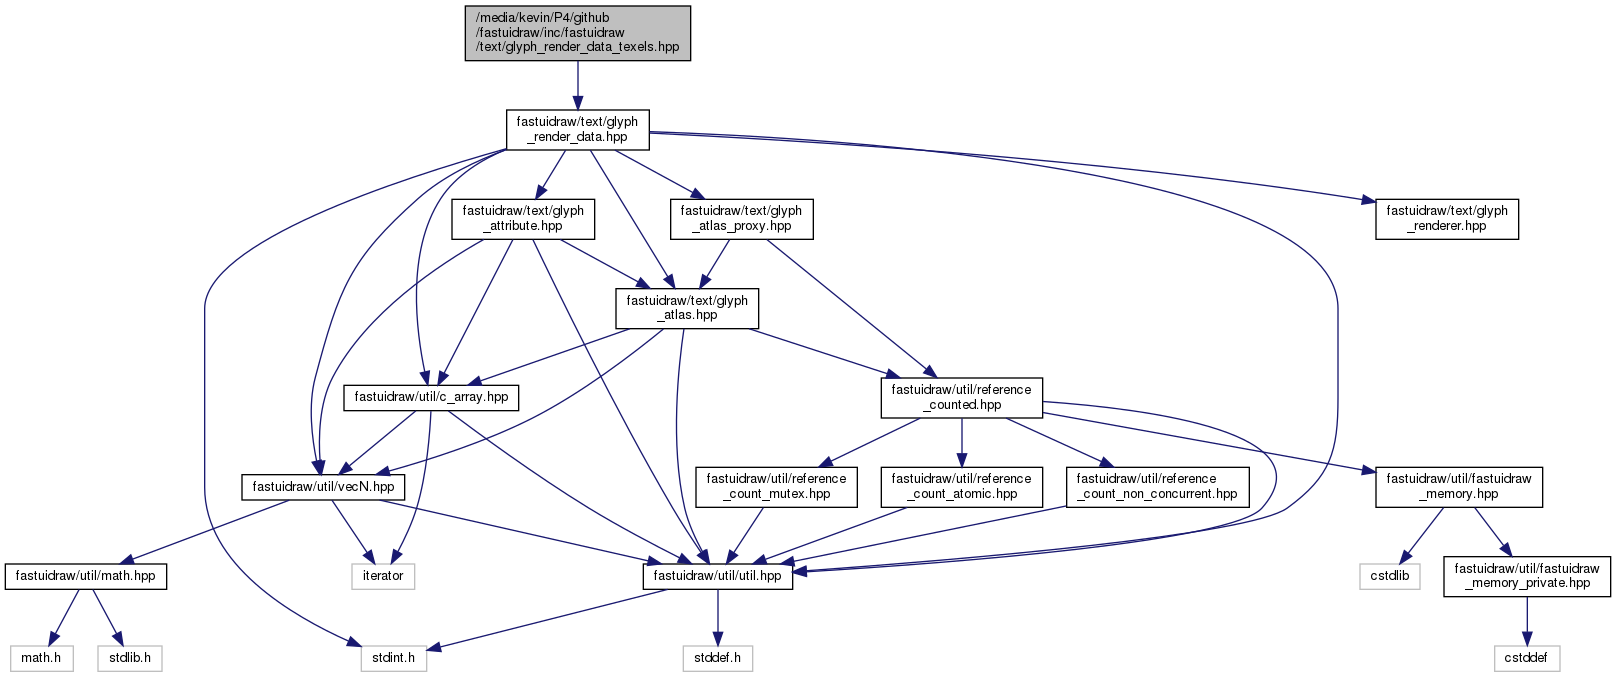 /media/kevin/P4/github
/fastuidraw/inc/fastuidraw
/text/glyph_render_data_texels.hpp
fastuidraw/text/glyph
_render_data.hpp
fastuidraw/text/glyph
_attribute.hpp
fastuidraw/text/glyph
_atlas_proxy.hpp
fastuidraw/text/glyph
_renderer.hpp
fastuidraw/text/glyph
_atlas.hpp
fastuidraw/util/c_array.hpp
fastuidraw/util/reference
_counted.hpp
fastuidraw/util/vecN.hpp
fastuidraw/util/reference
_count_mutex.hpp
fastuidraw/util/reference
_count_atomic.hpp
fastuidraw/util/reference
_count_non_concurrent.hpp
fastuidraw/util/fastuidraw
_memory.hpp
fastuidraw/util/math.hpp
iterator
fastuidraw/util/util.hpp
cstdlib
fastuidraw/util/fastuidraw
_memory_private.hpp
math.h
stdlib.h
stdint.h
stddef.h
cstddef